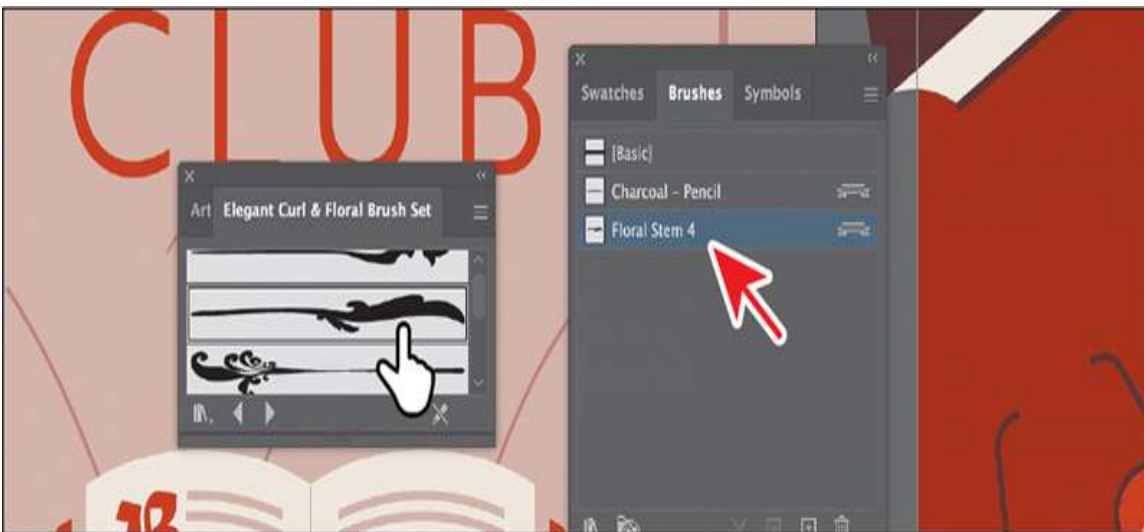 CLUB
Swatches Brushes Symbols
[Basic]
Charcoal - Pencil
Floral Stem 4
Art Elegant Curl & Floral Brush Set